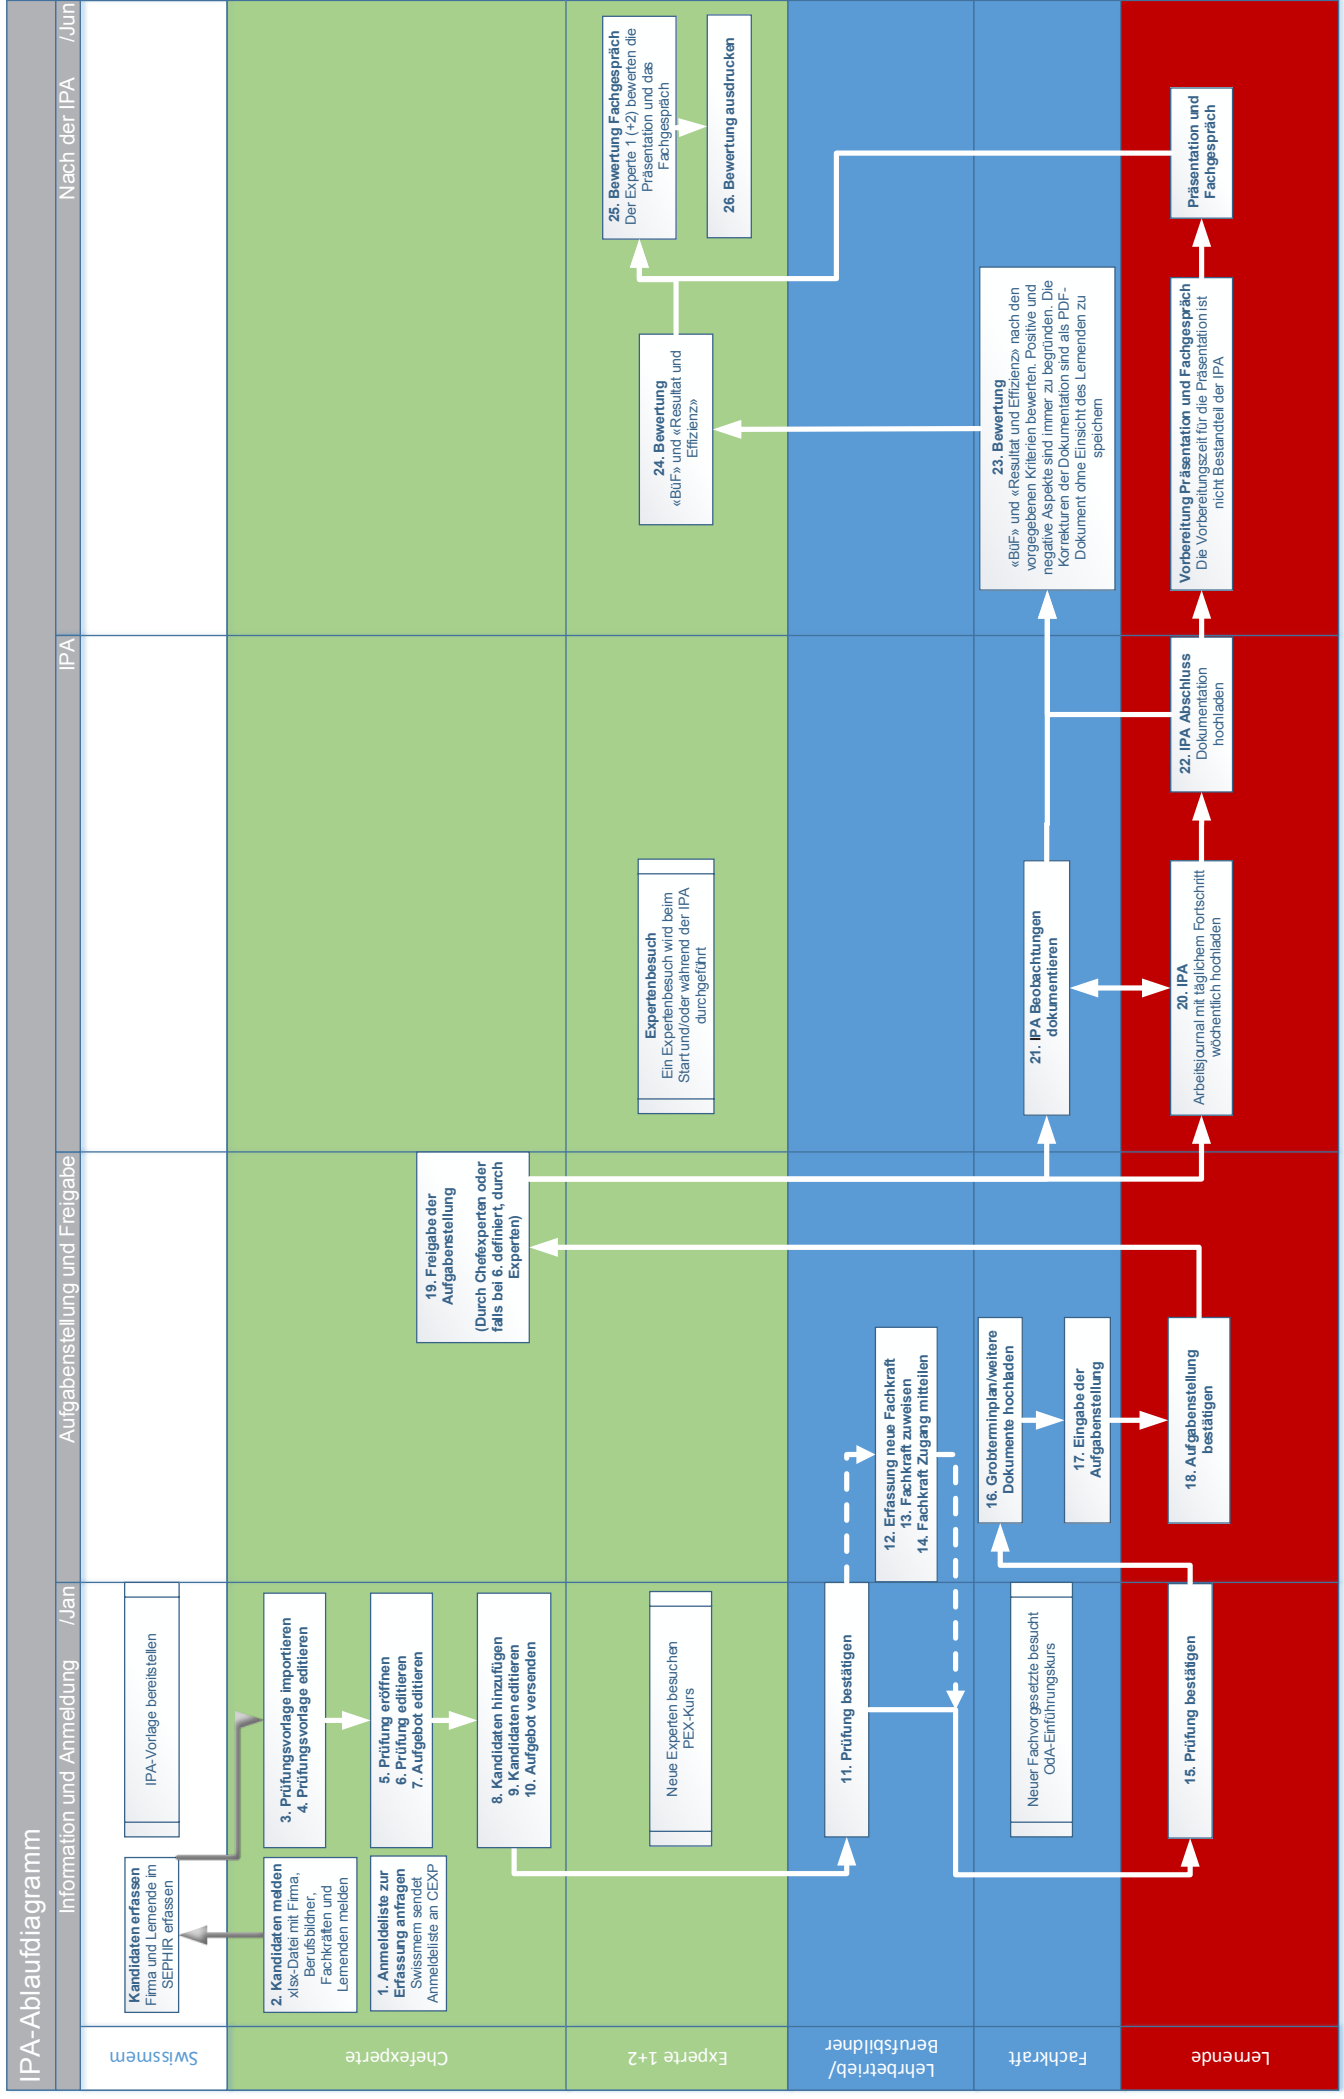 IPA-Ablaufdiagramm
Information und Anmeldung /Jan
Aufgabenstellung und Freigabe
IPA
Nach der IPA /Jun
Swissmem
Kandidaten erfassen
Firma und Lernende im
SEPHIR erfassen
IPA-Vorlage bereitstellen
Chefexperte
2. Kandidaten melden
xlsx-Datei mit Firma,
Berufsbildner,
Fachkräften und
Lernenden melden
1. Anmeldeliste zur
Erfassung anfragen
Swissmem sendet
Anmeldeliste an CEXP
3. Prüfungsvorlage importieren
4. Prüfungsvorlage editieren
5. Prüfung eröffnen
6. Prüfung editieren
7. Aufgebot editieren
8. Kandidaten hinzufügen
9. Kandidaten editieren
10. Aufgebot versenden
19. Freigabe der
Aufgabenstellung
(Durch Chefexperten oder
falls bei 6. definiert, durch
Experten)
Experte 1+2
Neue Experten besuchen
PEX-Kurs
Expertenbesuch
Ein Expertenbesuch wird beim
Start und/oder während der IPA
durchgeführt
24. Bewertung
«BüF» und «Resultat und
Effizienz»
25. Bewertung Fachgespräch
Der Experte 1 (+2) bewerten die
Präsentation und das
Fachgespräch
26. Bewertung ausdrucken
Lehrbetrieb/
Berufsbildner
11. Prüfung bestätigen
12. Erfassung neue Fachkraft
13. Fachkraft zuweisen
14. Fachkraft Zugang mitteilen
Fachkraft
Neuer Fachvorgesetzte besucht
OdA-Einführungskurs
16. Grobterminplan/weitere
Dokumente hochladen
17. Eingabe der
Aufgabenstellung
21. IPA Beobachtungen
dokumentieren
23. Bewertung
«BüF» und «Resultat und Effizienz» nach den
vorgegebenen Kriterien bewerten. Positive und
negative Aspekte sind immer zu begründen. Die
Korrekturen der Dokumentation sind als PDF-
Dokument ohne Einsicht des Lernenden zu
speichern
Lernende
15. Prüfung bestätigen
18. Aufgabenstellung
bestätigen
20. IPA
Arbeitsjournal mit täglichem Fortschritt
wöchentlich hochladen
22. IPA Abschluss
Dokumentation
hochladen
Vorbereitung Präsentation und Fachgespräch
Die Vorbereitungszeit für die Präsentation ist
nicht Bestandteil der IPA
Präsentation und
Fachgespräch